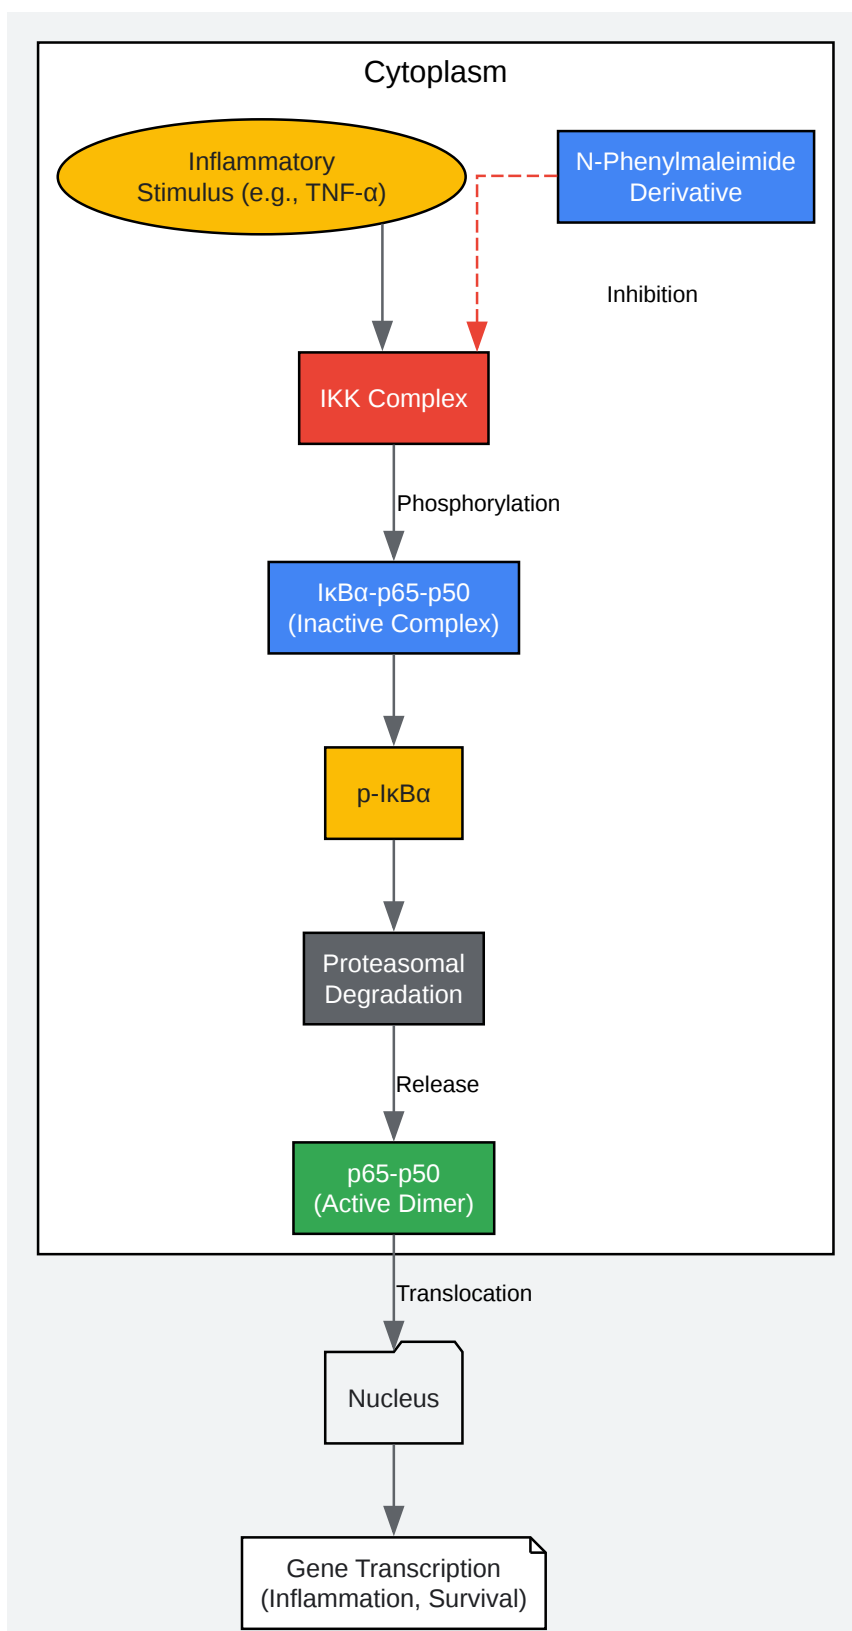 Cytoplasm
Inflammatory
Stimulus (e.g., TNF-α)
N-Phenylmaleimide
Derivative
Inhibition
IKK Complex
Phosphorylation
IκBα-p65-p50
(Inactive Complex)
p-IκBα
Proteasomal
Degradation
Release
p65-p50
(Active Dimer)
Translocation
Nucleus
Gene Transcription
(Inflammation, Survival)